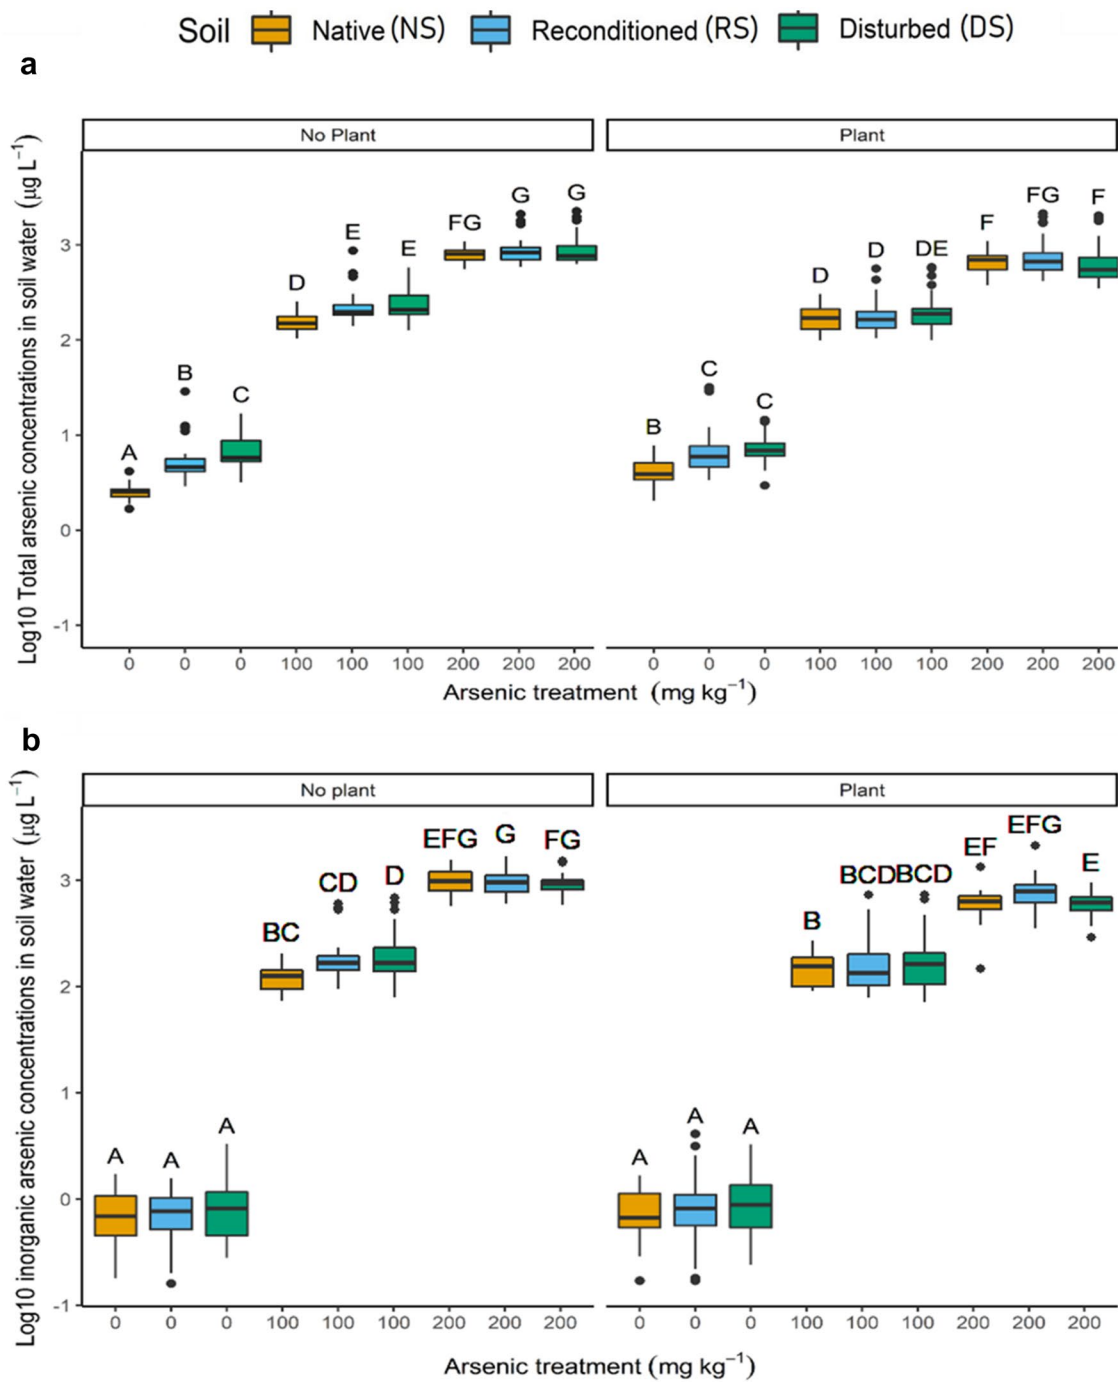 Soil Native (NS) Reconditioned (RS) Disturbed (DS)
a
Log10 Total arsenic concentrations in soil water (µg L⁻¹)
No Plant Plant
3
2
1
0
-1
A B C D E E FG G G
B C C D D DE F FG F
0 0 0 100 100 100 200 200 200 0 0 0 100 100 100 200 200 200
Arsenic treatment (mg kg⁻¹)
b
Log10 inorganic arsenic concentrations in soil water (µg L⁻¹)
No plant Plant
3
2
1
0
-1
A A A BC CD D EFG G FG
A A A B BCD BCD EF EFG E
0 0 0 100 100 100 200 200 200 0 0 0 100 100 100 200 200 200
Arsenic treatment (mg kg⁻¹)